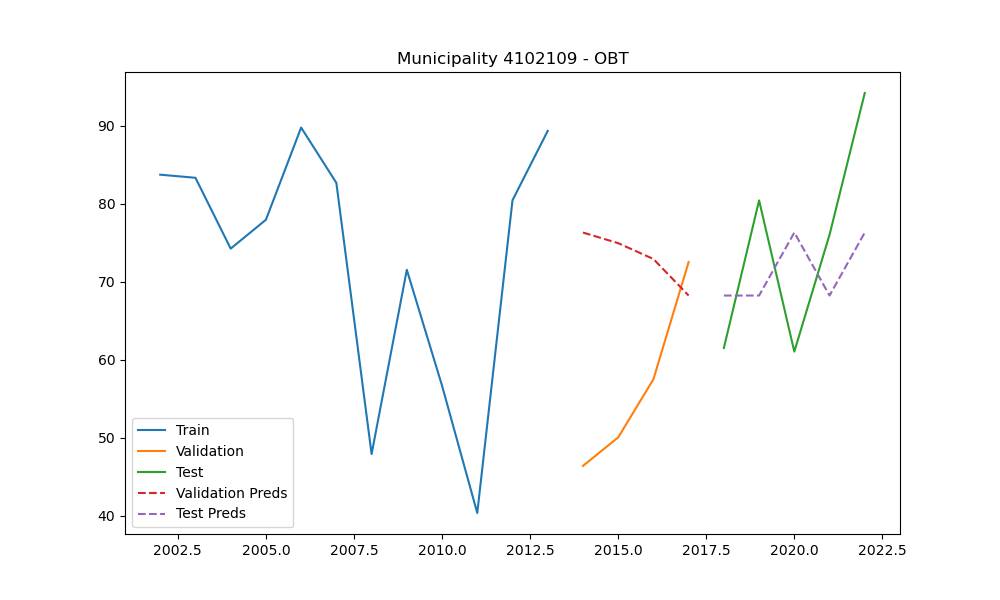 Municipality 4102109 - OBT
90
80
70
60
50
40
Train
Validation
Test
Validation Preds
Test Preds
2002.5 2005.0 2007.5 2010.0 2012.5 2015.0 2017.5 2020.0 2022.5